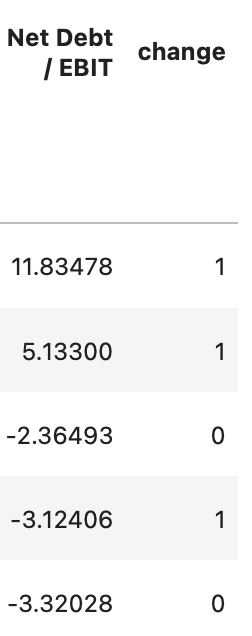 Net Debt change
/ EBIT
11.83478 1
5.13300 1
-2.36493 0
-3.12406 1
-3.32028 0